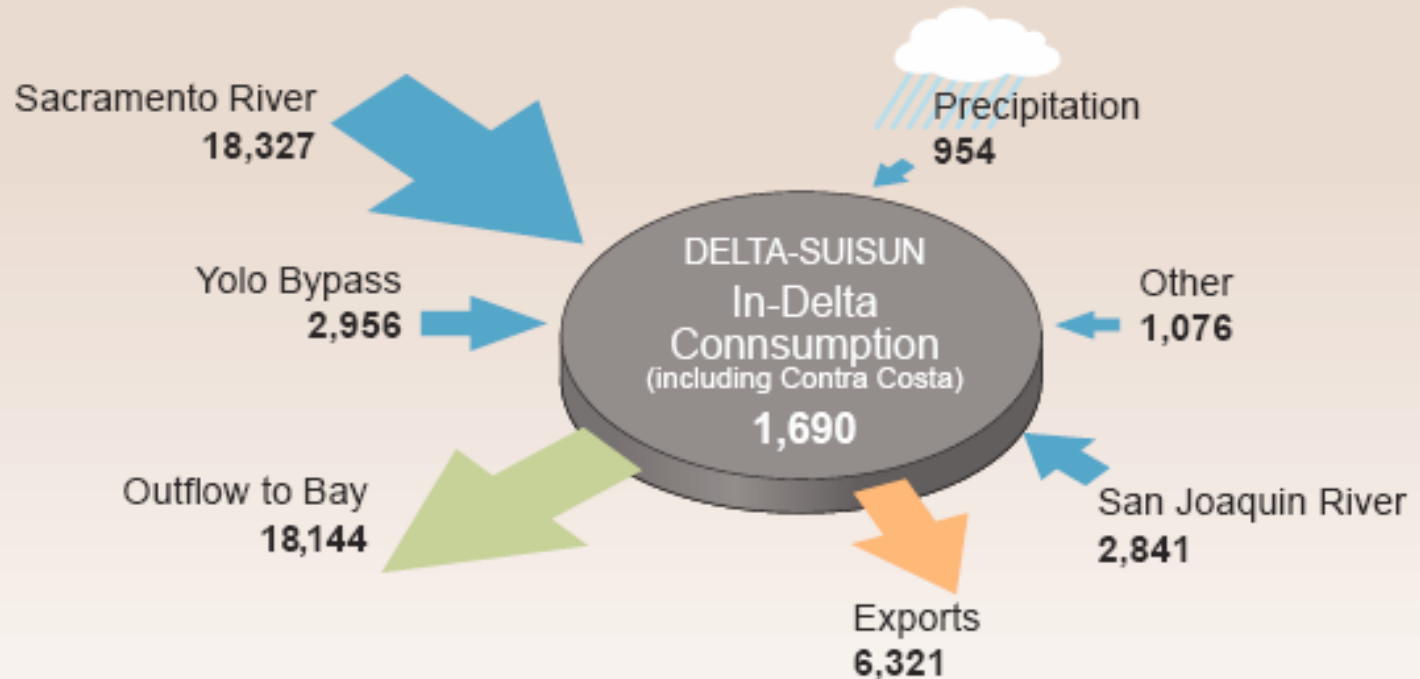 Sacramento River
18,327
Precipitation
954
Yolo Bypass
2,956
DELTA-SUISUN
In-Delta
Connsumption
(including Contra Costa)
1,690
Other
1,076
Outflow to Bay
18,144
San Joaquin River
2,841
Exports
6,321